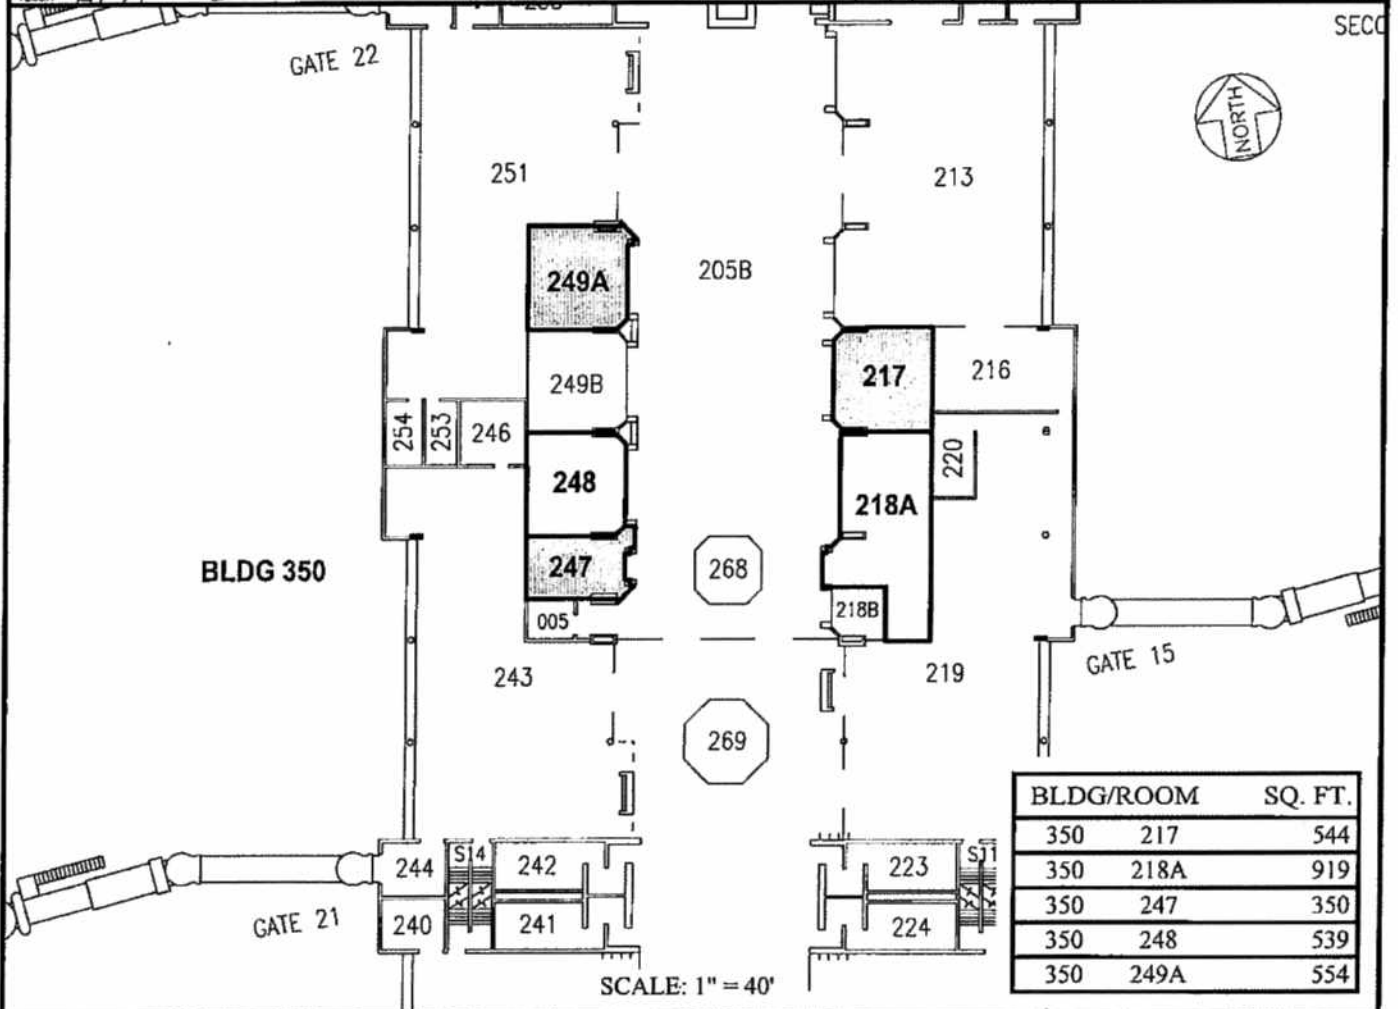 GATE 22
SECO
NORTH
251
213
249A
205B
249B
217
216
254
253
246
248
220
218A
BLDG 350
247
268
005
218B
GATE 15
243
219
269
BLDG/ROOM SQ. FT.
350 217 544
350 218A 919
350 247 350
350 248 539
350 249A 554
244
S14
242
223
S11
GATE 21
240
241
224
SCALE: 1" = 40'